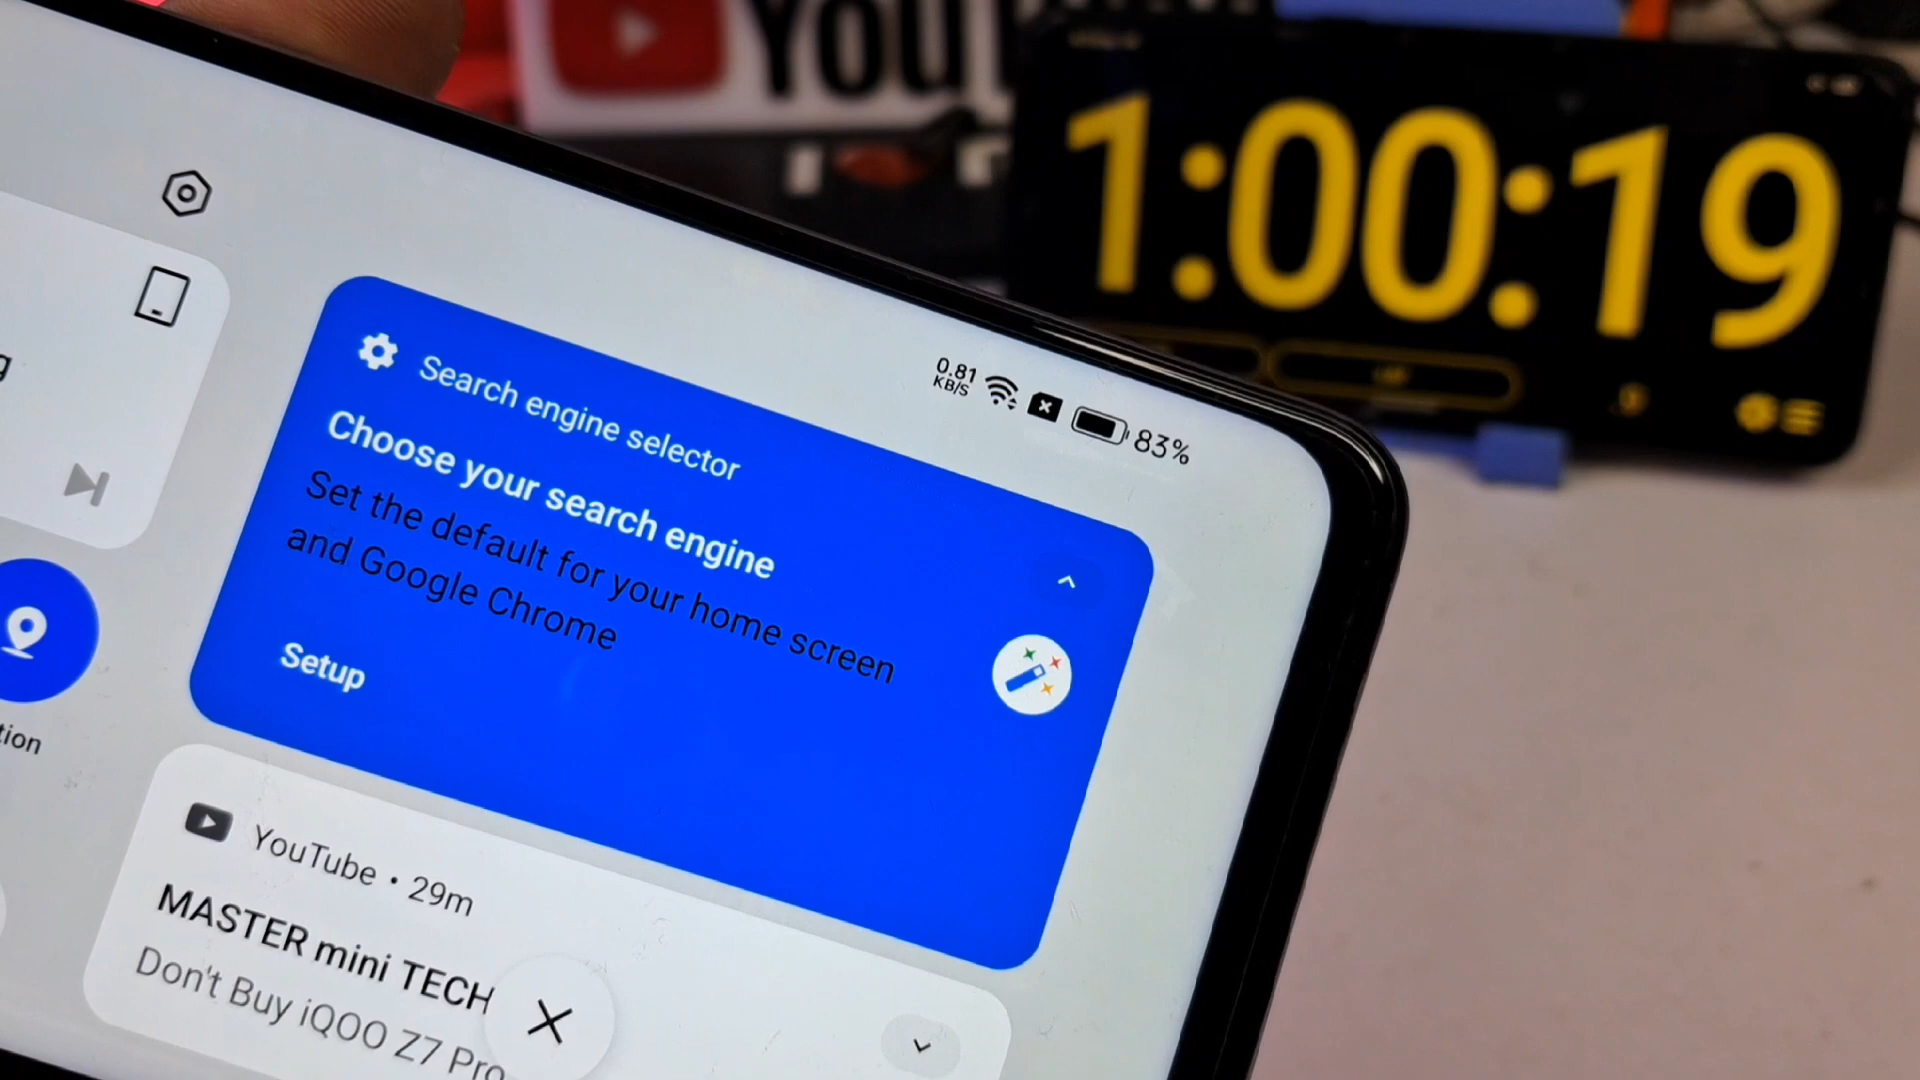 YouT
1:00:19
0.81
KB/S
83%
Search engine selector
Choose your search engine
Set the default for your home screen
and Google Chrome
Setup
tion
YouTube • 29m
MASTER mini TECH
Don't Buy iQOO Z7 Pro